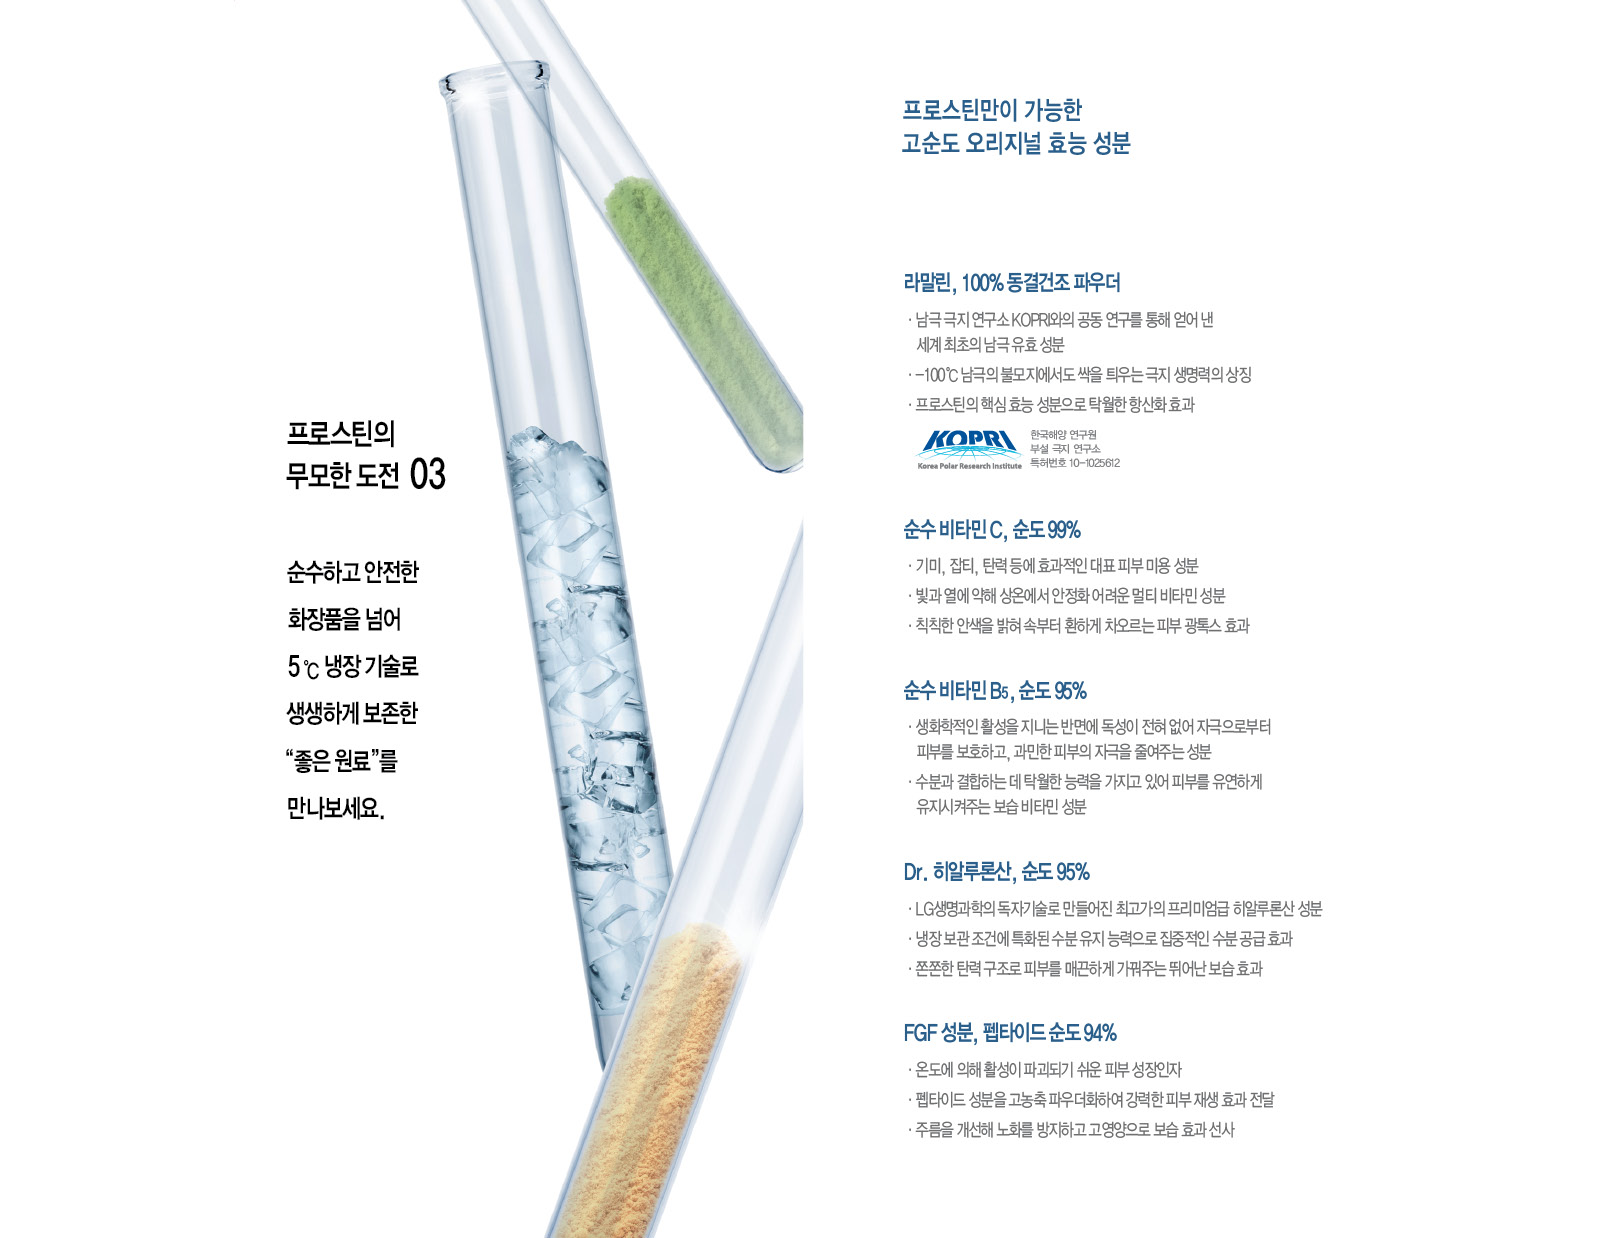 프로스틴의
무모한 도전 03
순수하고 안전한
화장품을 넘어
5℃ 냉장 기술로
생생하게 보존한
“좋은 원료”를
만나보세요.
프로스틴만이 가능한
고순도 오리지널 효능 성분
라말린, 100% 동결건조 파우더
· 남극 극지 연구소 KOPRI와의 공동 연구를 통해 얻어 낸
세계 최초의 남극 유효 성분
· -100℃ 남극의 불모지에서도 싹을 틔우는 극지 생명력의 상징
· 프로스틴의 핵심 효능 성분으로 탁월한 항산화 효과
KOPRI
Korea Polar Research Institute
한국해양 연구원
부설 극지 연구소
특허번호 10-1025612
순수 비타민 C, 순도 99%
· 기미, 잡티, 탄력 등에 효과적인 대표 피부 미용 성분
· 빛과 열에 약해 상온에서 안정화 어려운 멀티 비타민 성분
· 칙칙한 안색을 밝혀 속부터 환하게 차오르는 피부 광톡스 효과
순수 비타민 B5, 순도 95%
· 생화학적인 활성을 지니는 반면에 독성이 전혀 없어 자극으로부터
피부를 보호하고, 과민한 피부의 자극을 줄여주는 성분
· 수분과 결합하는 데 탁월한 능력을 가지고 있어 피부를 유연하게
유지시켜주는 보습 비타민 성분
Dr. 히알루론산, 순도 95%
· LG생명과학의 독자기술로 만들어진 최고가의 프리미엄급 히알루론산 성분
· 냉장 보관 조건에 특화된 수분 유지 능력으로 집중적인 수분 공급 효과
· 쫀쫀한 탄력 구조로 피부를 매끈하게 가꿔주는 뛰어난 보습 효과
FGF 성분, 펩타이드 순도 94%
· 온도에 의해 활성이 파괴되기 쉬운 피부 성장인자
· 펩타이드 성분을 고농축 파우더화하여 강력한 피부 재생 효과 전달
· 주름을 개선해 노화를 방지하고 고영양으로 보습 효과 선사